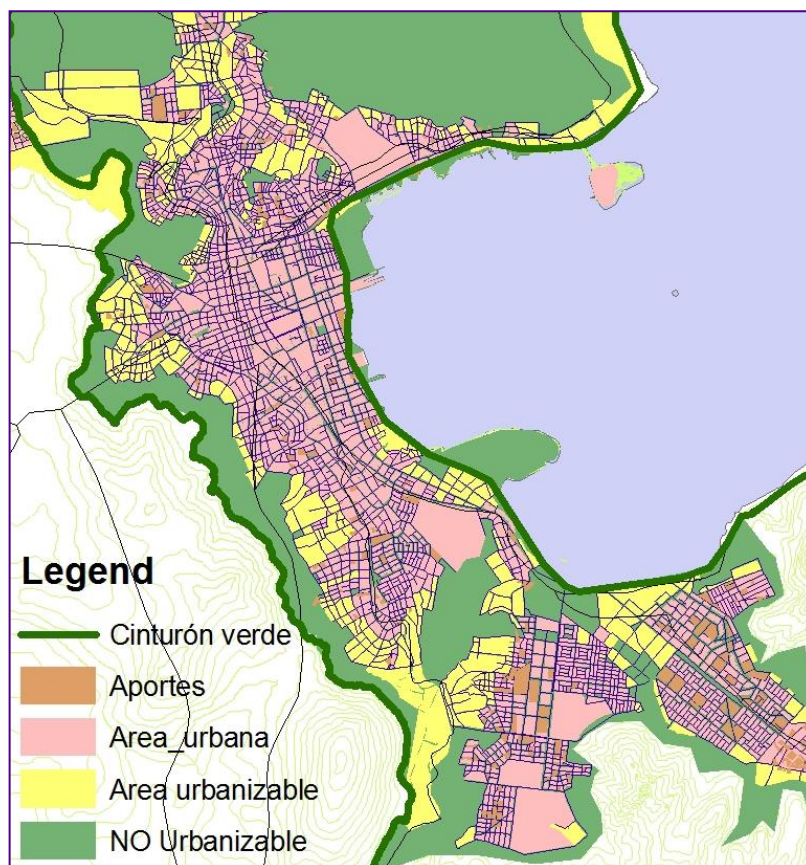 Legend
Cinturón verde
Aportes
Area_urbana
Area urbanizable
NO Urbanizable